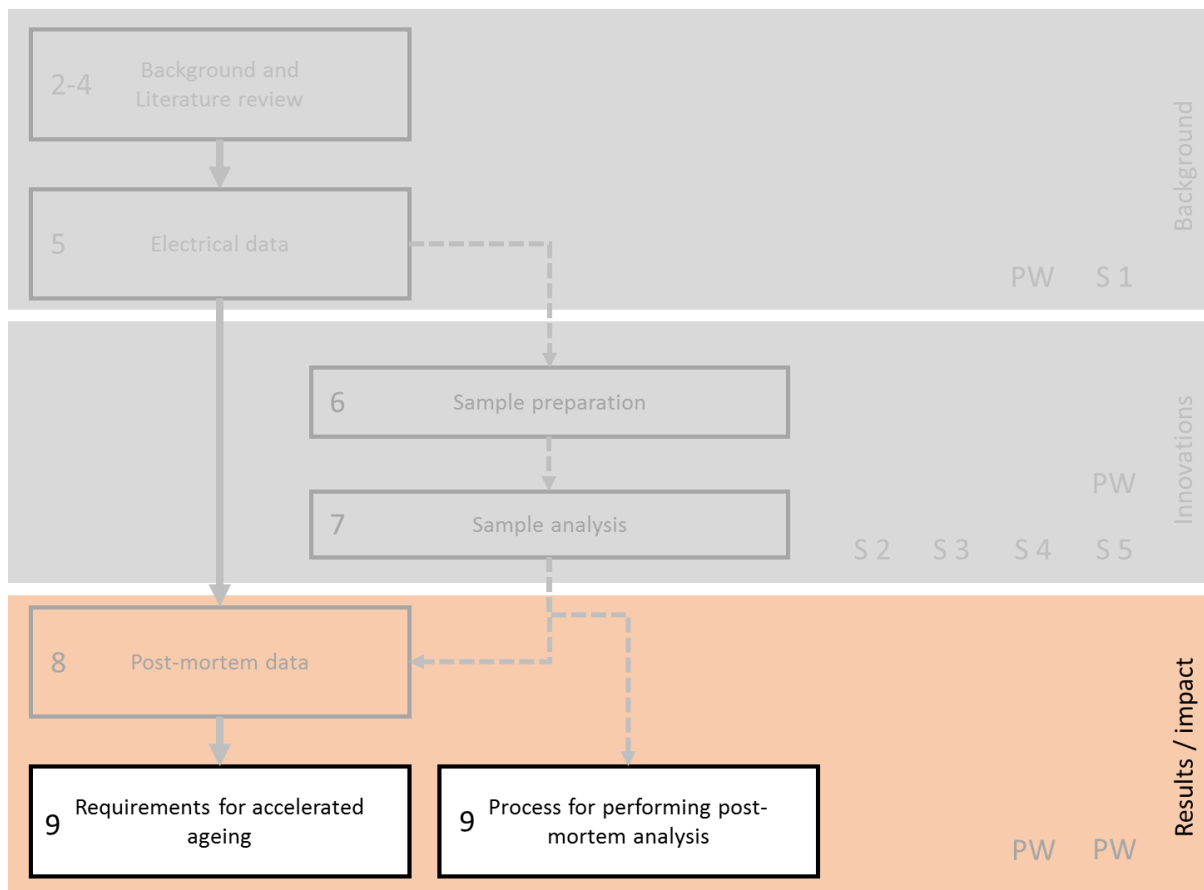 2-4
Background and
Literature review
Background
5
Electrical data
PW S 1
6
Sample preparation
Innovations
PW
7
Sample analysis
S 2 S 3 S 4 S 5
8
Post-mortem data
Results / impact
9
Requirements for accelerated
ageing
9
Process for performing post-
mortem analysis
PW PW